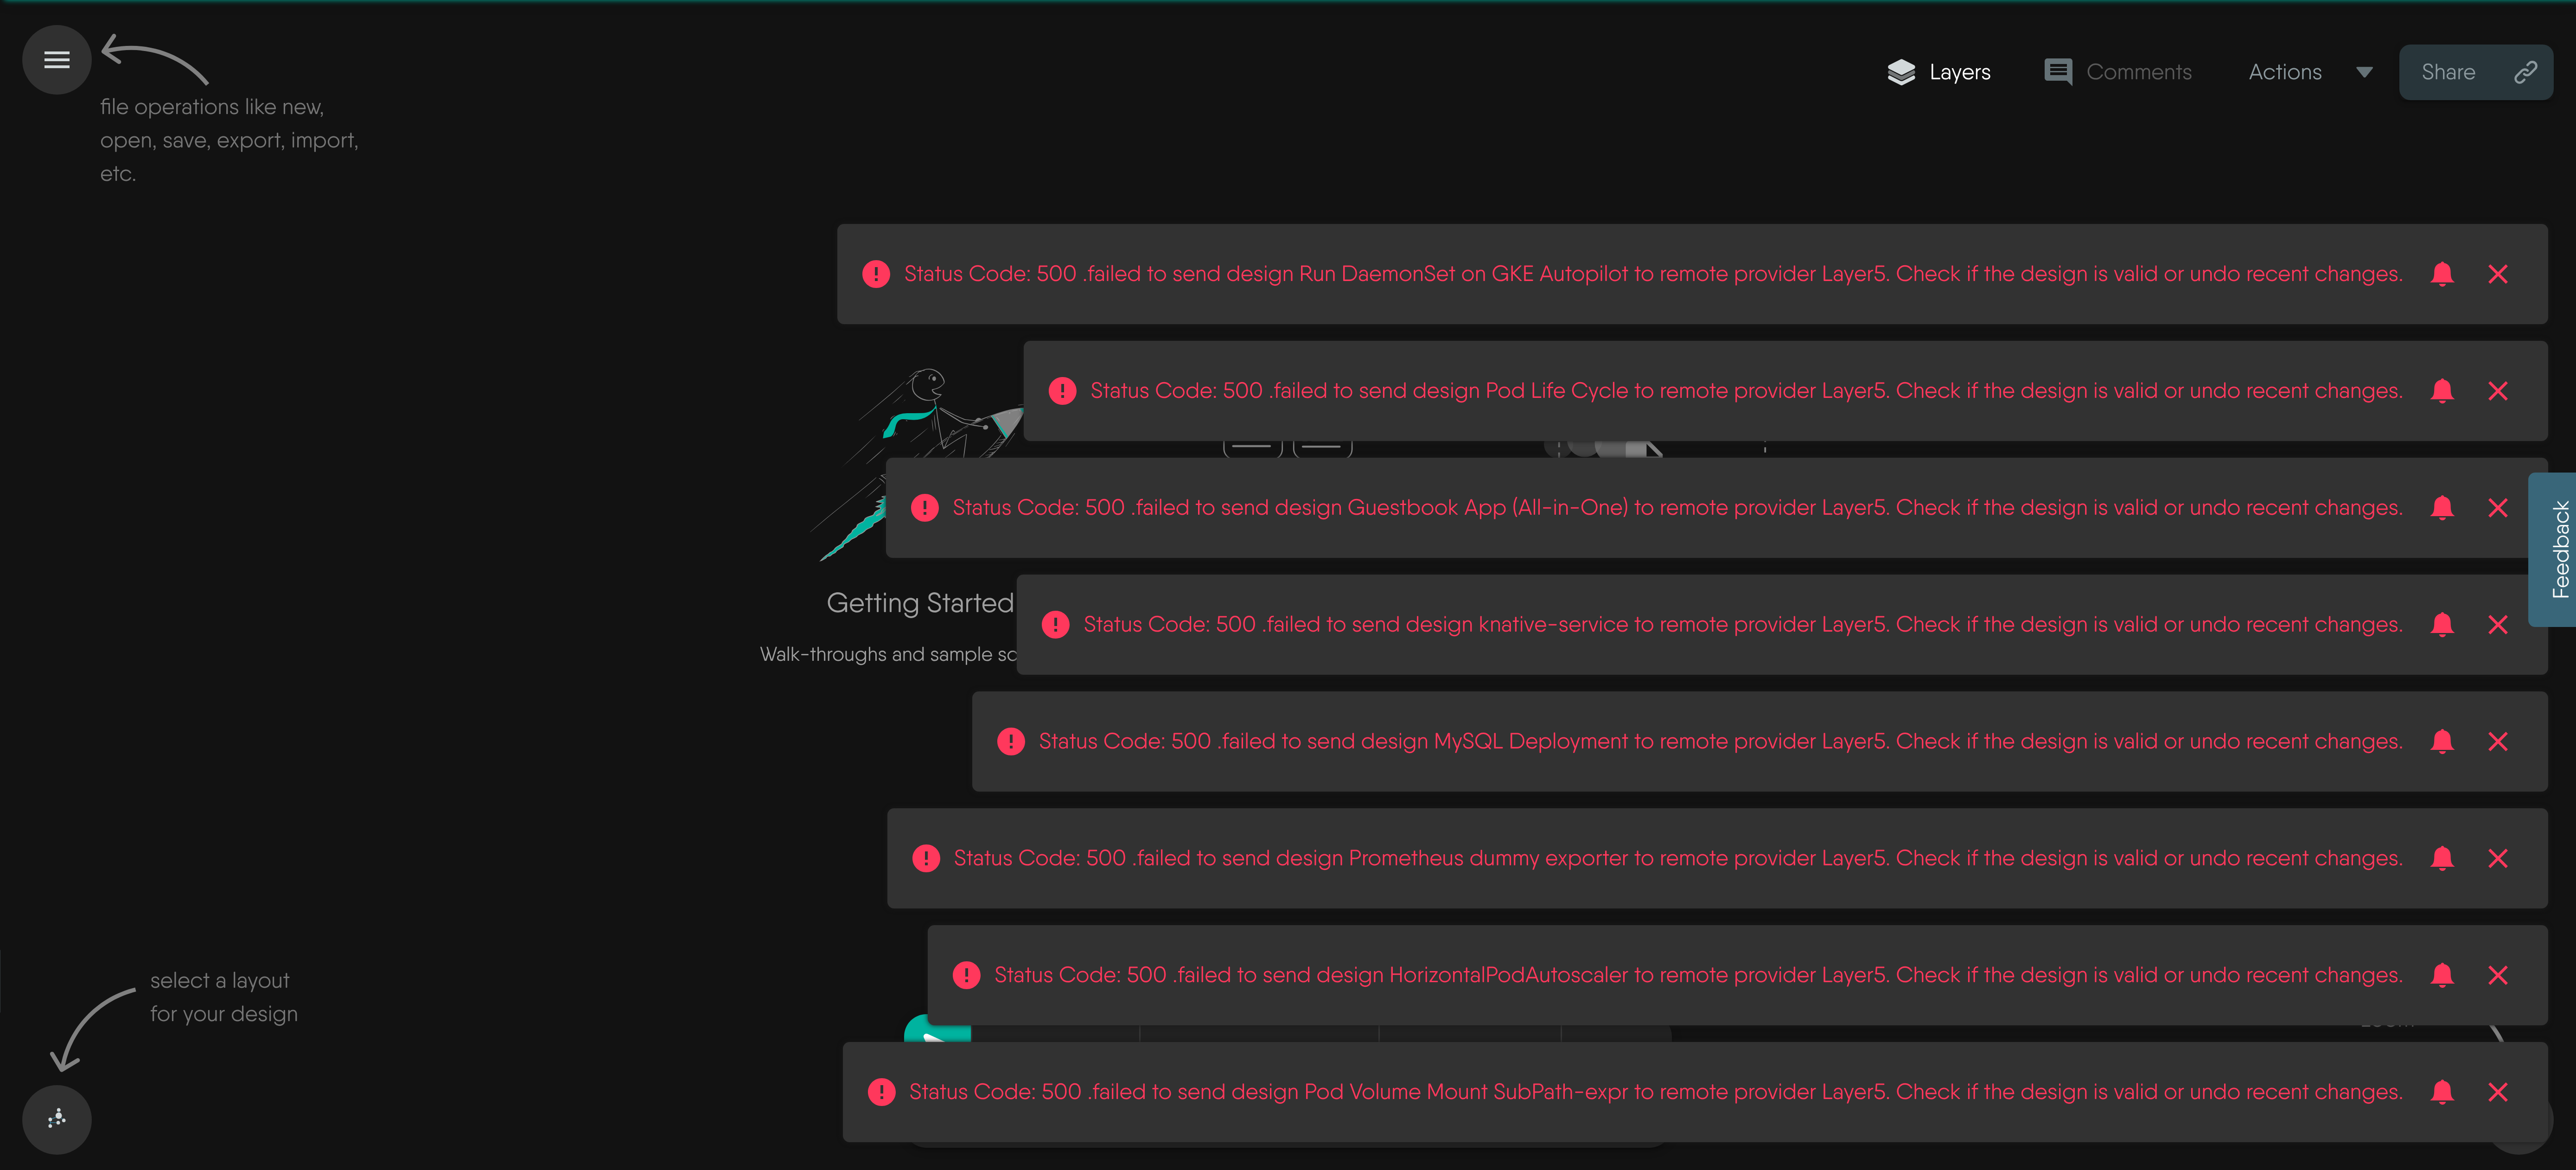 file operations like new,
open, save, export, import,
etc.
Layers
Comments
Actions
Share
Status Code: 500 .failed to send design Run DaemonSet on GKE Autopilot to remote provider Layer5. Check if the design is valid or undo recent changes.
Status Code: 500 .failed to send design Pod Life Cycle to remote provider Layer5. Check if the design is valid or undo recent changes.
Status Code: 500 .failed to send design Guestbook App (All-in-One) to remote provider Layer5. Check if the design is valid or undo recent changes.
Feedback
Getting Started
Status Code: 500 .failed to send design knative-service to remote provider Layer5. Check if the design is valid or undo recent changes.
Walk-throughs and sample
Status Code: 500 .failed to send design MySQL Deployment to remote provider Layer5. Check if the design is valid or undo recent changes.
Status Code: 500 .failed to send design Prometheus dummy exporter to remote provider Layer5. Check if the design is valid or undo recent changes.
Status Code: 500 .failed to send design HorizontalPodAutoscaler to remote provider Layer5. Check if the design is valid or undo recent changes.
select a layout
for your design
Status Code: 500 .failed to send design Pod Volume Mount SubPath-expr to remote provider Layer5. Check if the design is valid or undo recent changes.